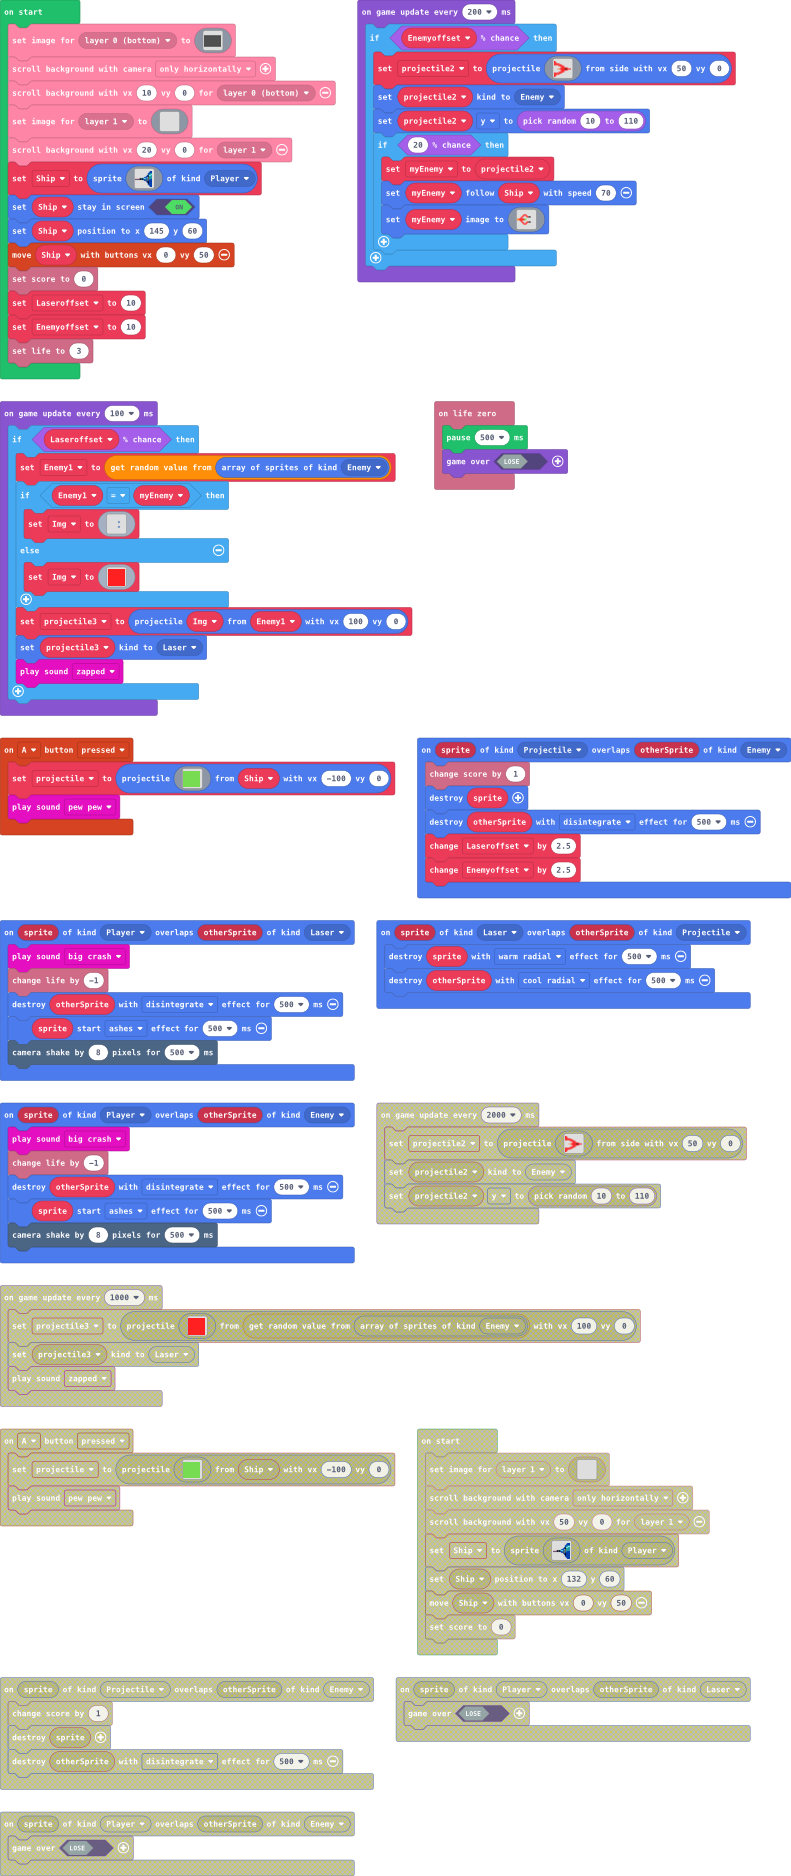 on start
set image for layer 0 (bottom) to
scroll background with camera only horizontally
scroll background with vx 10 vy 0 for layer 0 (bottom)
set image for layer 1 to
scroll background with vx 20 vy 0 for layer 1
set Ship to sprite of kind Player
set Ship stay in screen ON
set Ship position to x 145 y 60
move Ship with buttons vx 0 vy 50
set score to 0
set Laseroffset to 10
set Enemyoffset to 10
set life to 3
on game update every 200 ms
if Enemyoffset % chance then
set projectile2 to projectile from side with vx 50 vy 0
set projectile2 kind to Enemy
set projectile2 y to pick random 10 to 110
if 20 % chance then
set myEnemy to projectile2
set myEnemy follow Ship with speed 70
set myEnemy image to
on game update every 100 ms
if Laseroffset % chance then
set Enemy1 to get random value from array of sprites of kind Enemy
if Enemy1 = myEnemy then
set Img to
else
set Img to
set projectile3 to projectile Img from Enemy1 with vx 100 vy 0
set projectile3 kind to Laser
play sound zapped
on life zero
pause 500 ms
game over LOSE
on A button pressed
set projectile to projectile from Ship with vx -100 vy 0
play sound pew pew
on sprite of kind Projectile overlaps otherSprite of kind Enemy
change score by 1
destroy sprite
destroy otherSprite with disintegrate effect for 500 ms
change Laseroffset by 2.5
change Enemyoffset by 2.5
on sprite of kind Player overlaps otherSprite of kind Laser
play sound big crash
change life by -1
destroy otherSprite with disintegrate effect for 500 ms
sprite start ashes effect for 500 ms
camera shake by 8 pixels for 500 ms
on sprite of kind Laser overlaps otherSprite of kind Projectile
destroy sprite with warm radial effect for 500 ms
destroy otherSprite with cool radial effect for 500 ms
on sprite of kind Player overlaps otherSprite of kind Enemy
play sound big crash
change life by -1
destroy otherSprite with disintegrate effect for 500 ms
sprite start ashes effect for 500 ms
camera shake by 8 pixels for 500 ms
on game update every 2000 ms
set projectile2 to projectile from side with vx 50 vy 0
set projectile2 kind to Enemy
set projectile2 y to pick random 10 to 110
on game update every 1000 ms
set projectile3 to projectile from get random value from array of sprites of kind Enemy with vx 100 vy 0
set projectile3 kind to Laser
play sound zapped
on A button pressed
set projectile to projectile from Ship with vx -100 vy 0
play sound pew pew
on start
set image for layer 1 to
scroll background with camera only horizontally
scroll background with vx 50 vy 0 for layer 1
set Ship to sprite of kind Player
set Ship position to x 132 y 60
move Ship with buttons vx 0 vy 50
set score to 0
on sprite of kind Projectile overlaps otherSprite of kind Enemy
change score by 1
destroy sprite
destroy otherSprite with disintegrate effect for 500 ms
on sprite of kind Player overlaps otherSprite of kind Laser
game over LOSE
on sprite of kind Player overlaps otherSprite of kind Enemy
game over LOSE